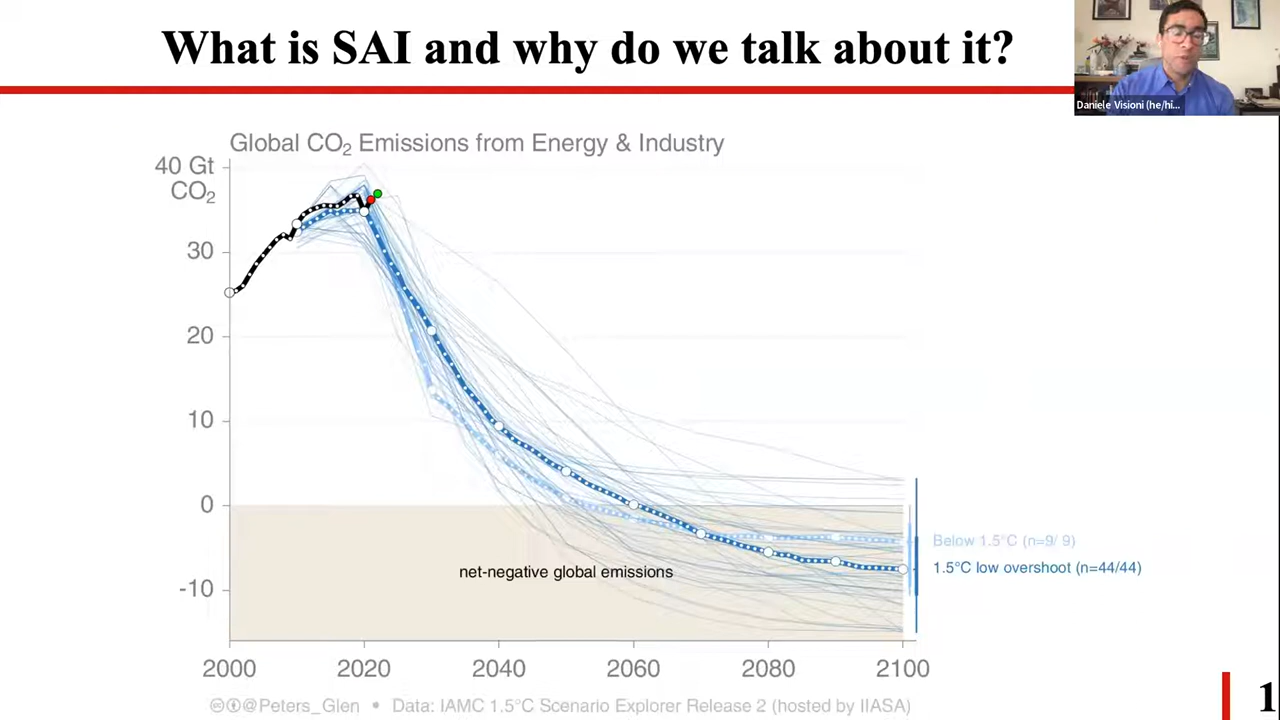 What is SAI and why do we talk about it?
Daniele Visioni (he/hi...
Global CO₂ Emissions from Energy & Industry
40 Gt
CO₂
30
20
10
0
-10
net-negative global emissions
Below 1.5°C (n=9/ 9)
1.5°C low overshoot (n=44/44)
2000 2020 2040 2060 2080 2100
@Peters_Glen • Data: IAMC 1.5°C Scenario Explorer Release 2 (hosted by IIASA)
1